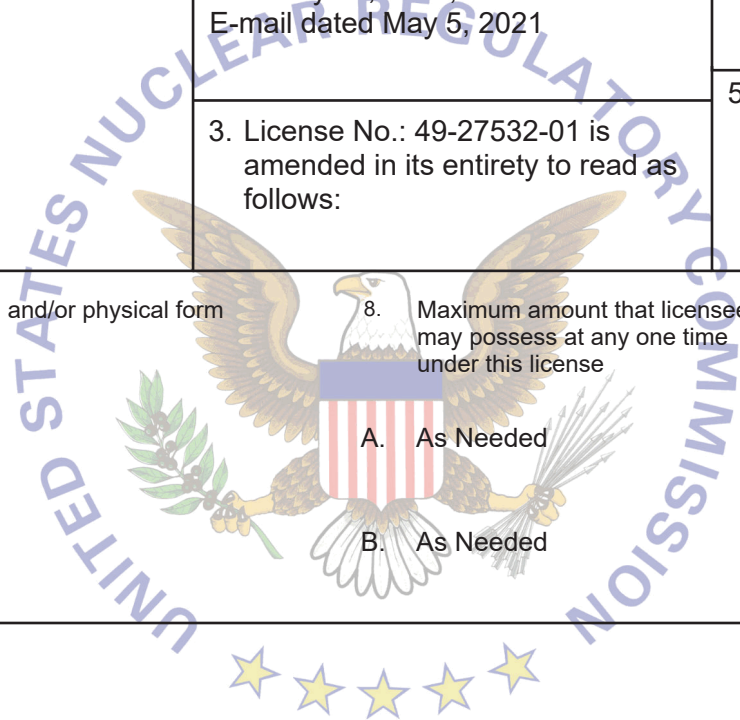 E-mail dated May 5, 2021
5
3. License No.: 49-27532-01 is
amended in its entirety to read as
follows:
and/or physical form
8. Maximum amount that licensee
may possess at any one time
under this license
A. As Needed
B. As Needed
UNITED STATES NUCLEAR REGULATORY COMMISSION